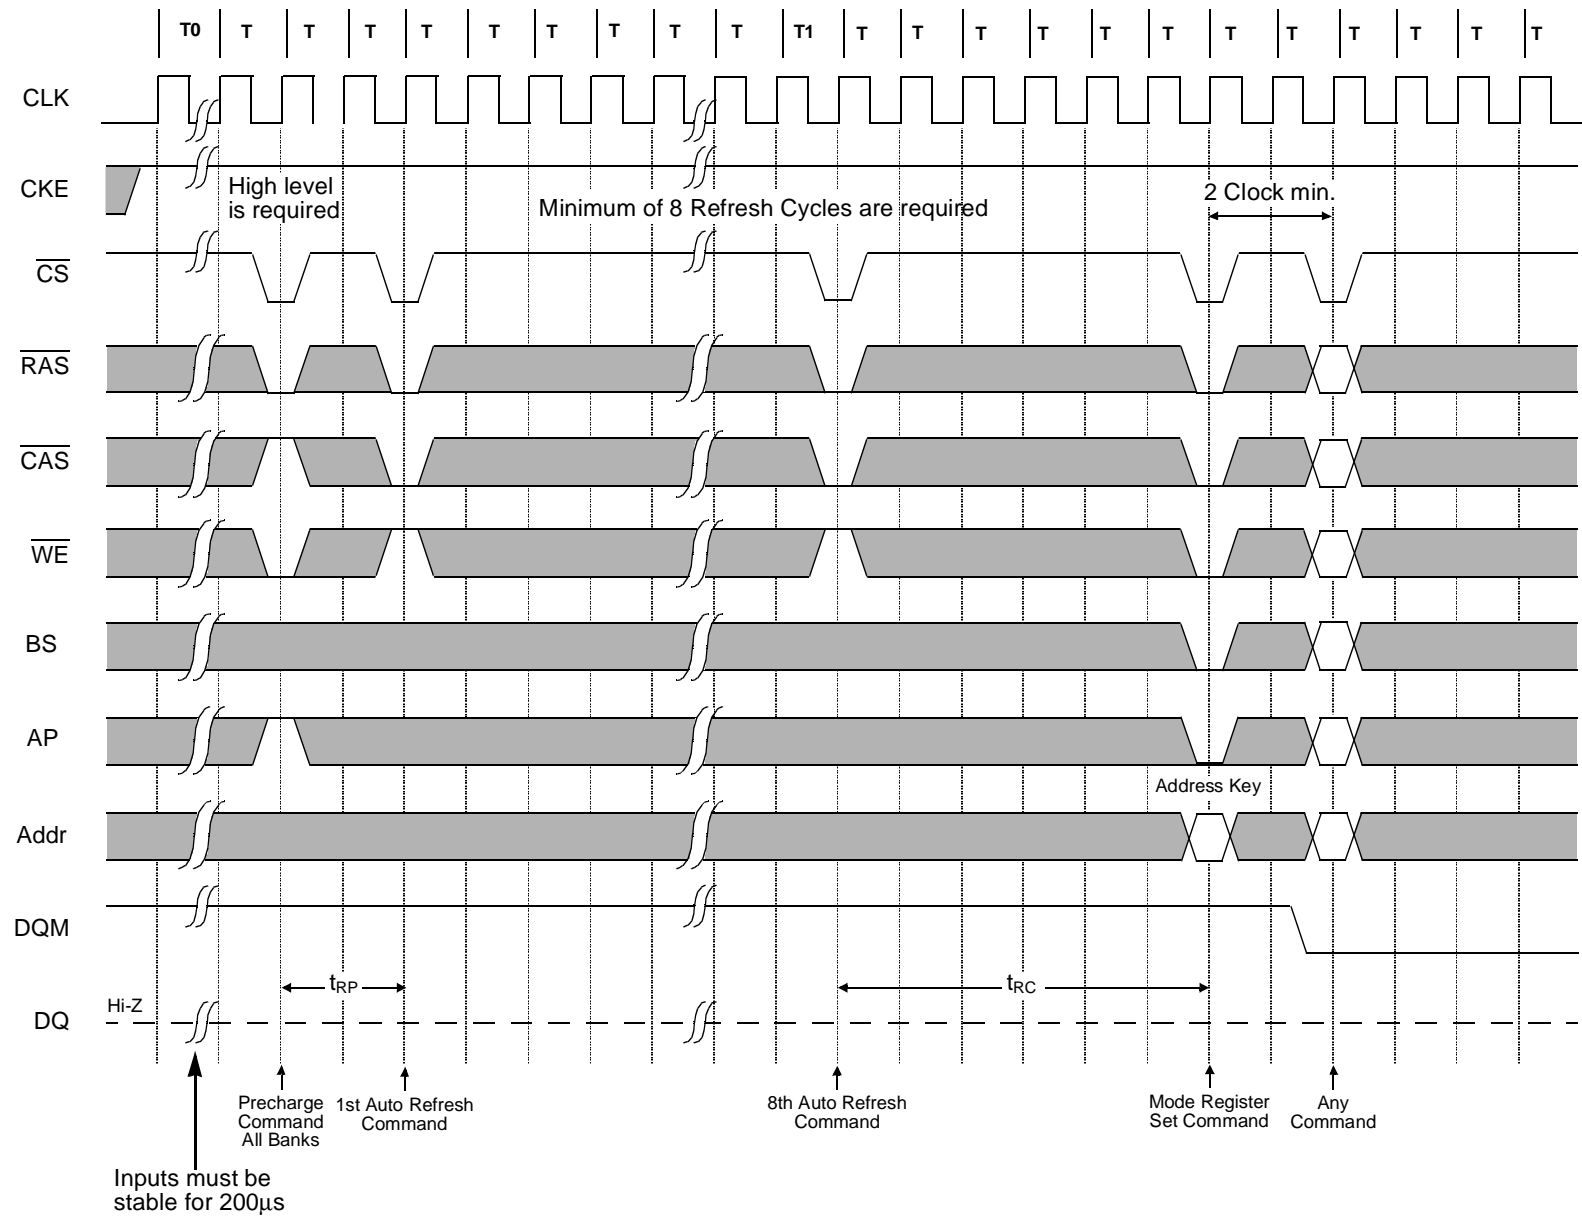 T0 T T T T T T T T T T1 T T T T T T T T T T T T
CLK
CKE
High level
is required
Minimum of 8 Refresh Cycles are required
2 Clock min.
CS
RAS
CAS
WE
BS
AP
Address Key
Addr
DQM
tRP
tRC
Hi-Z
DQ
Precharge
Command
All Banks
1st Auto Refresh
Command
8th Auto Refresh
Command
Mode Register
Set Command
Any
Command
Inputs must be
stable for 200µs